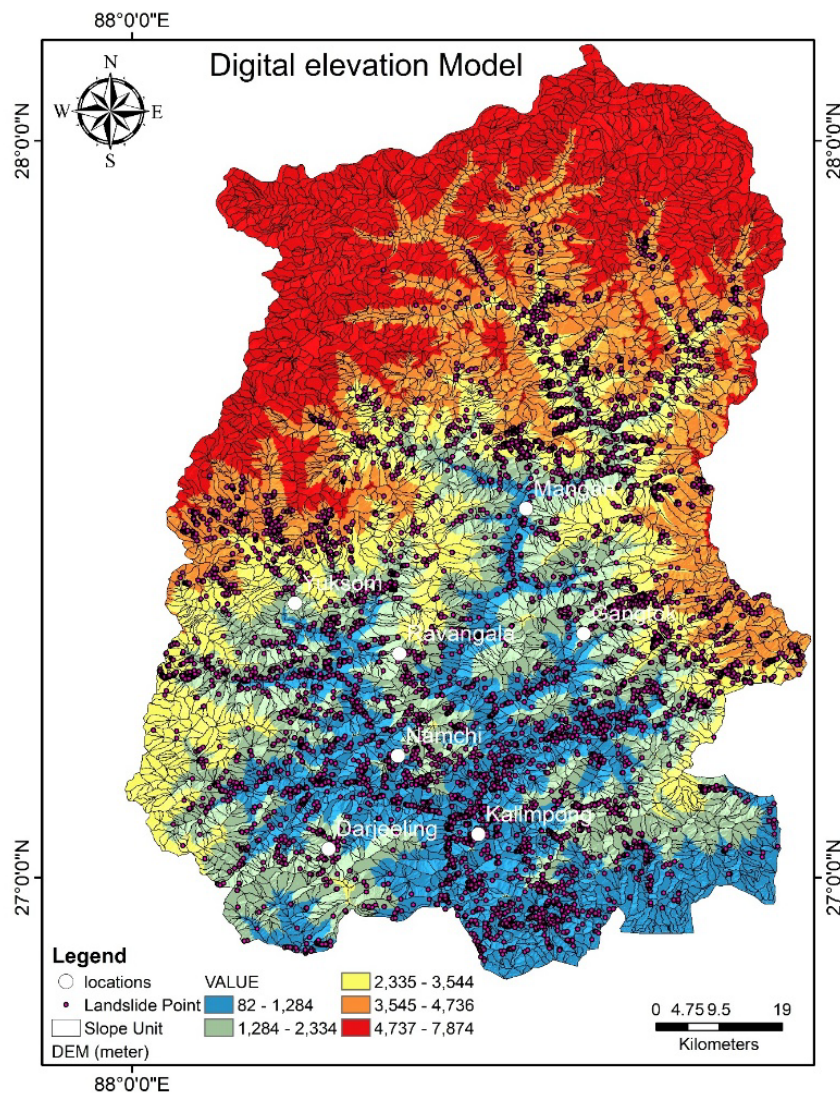 88°0'0"E
Digital elevation Model
N
W E
S
28°0'0"N
28°0'0"N
Mangan
Yuksom
Gangtok
Ravangala
Namchi
Kalimpong
Darjeeling
27°0'0"N
27°0'0"N
Legend
locations
Landslide Point
Slope Unit
DEM (meter)
VALUE
82 - 1,284
1,284 - 2,334
2,335 - 3,544
3,545 - 4,736
4,737 - 7,874
0 4.75 9.5 19
Kilometers
88°0'0"E